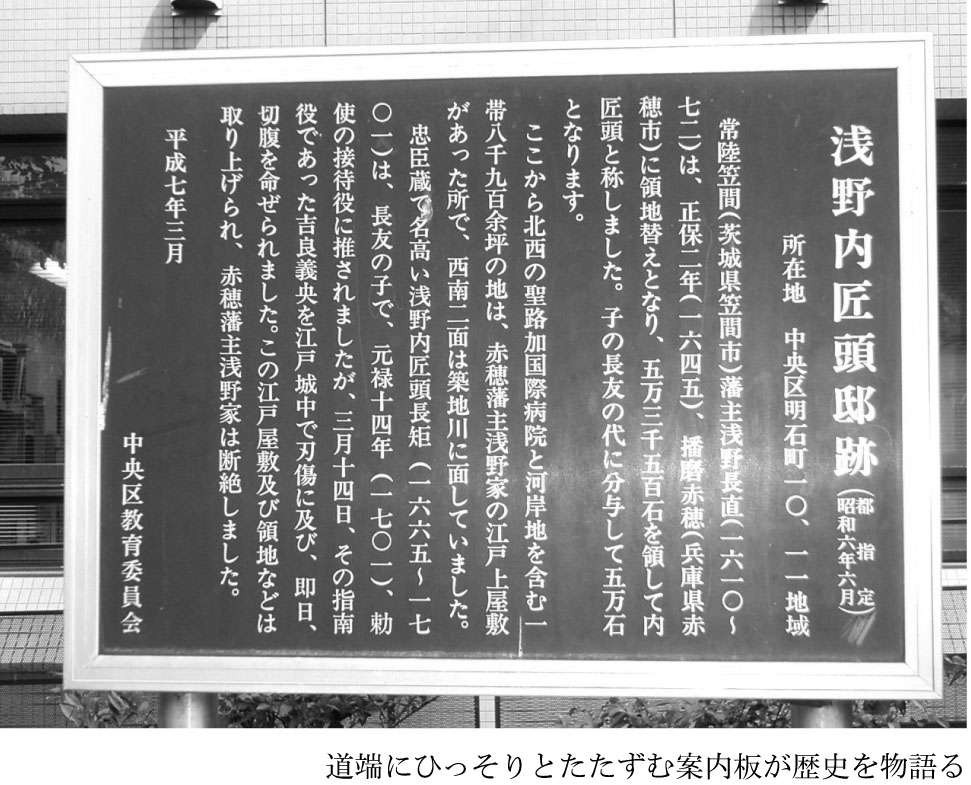 浅野内匠頭邸跡(都指定
昭和六年六月)
所在地 中央区明石町一〇、一一地域
常陸笠間(茨城県笠間市)藩主浅野長直(一六一〇〜
七二)は、正保二年(一六四五)、播磨赤穂(兵庫県赤
穂市)に領地替えとなり、五万三千五百石を領して内
匠頭と称しました。子の長友の代に分与して五万石
となります。
ここから北西の聖路加国際病院と河岸地を含む一
帯八千九百余坪の地は、赤穂藩主浅野家の江戸上屋敷
があった所で、西南二面は築地川に面していました。
忠臣蔵で名高い浅野内匠頭長矩(一六六五〜一七
〇一)は、長友の子で、元禄十四年(一七〇一)、勅
使の接待役に推されましたが、三月十四日、その指南
役であった吉良義央を江戸城中で刃傷に及び、即日、
切腹を命ぜられました。この江戸屋敷及び領地などは
取り上げられ、赤穂藩主浅野家は断絶しました。
平成七年三月
中央区教育委員会
道端にひっそりとたたずむ案内板が歴史を物語る